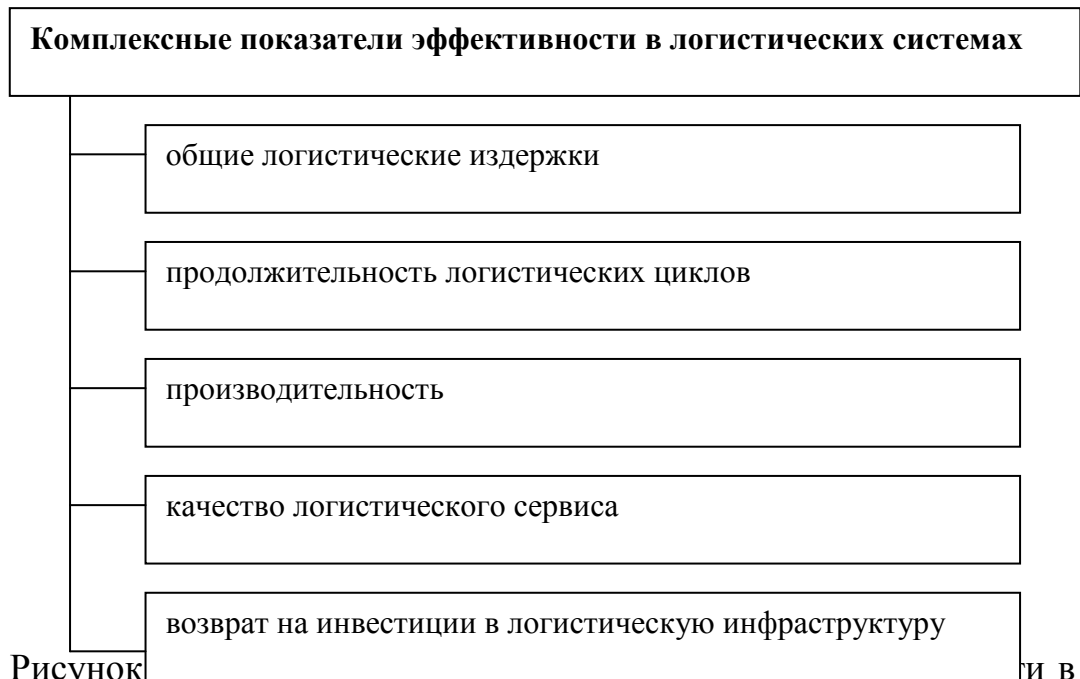 Комплексные показатели эффективности в логистических системах
общие логистические издержки
продолжительность логистических циклов
производительность
качество логистического сервиса
возврат на инвестиции в логистическую инфраструктуру
Рисунок в